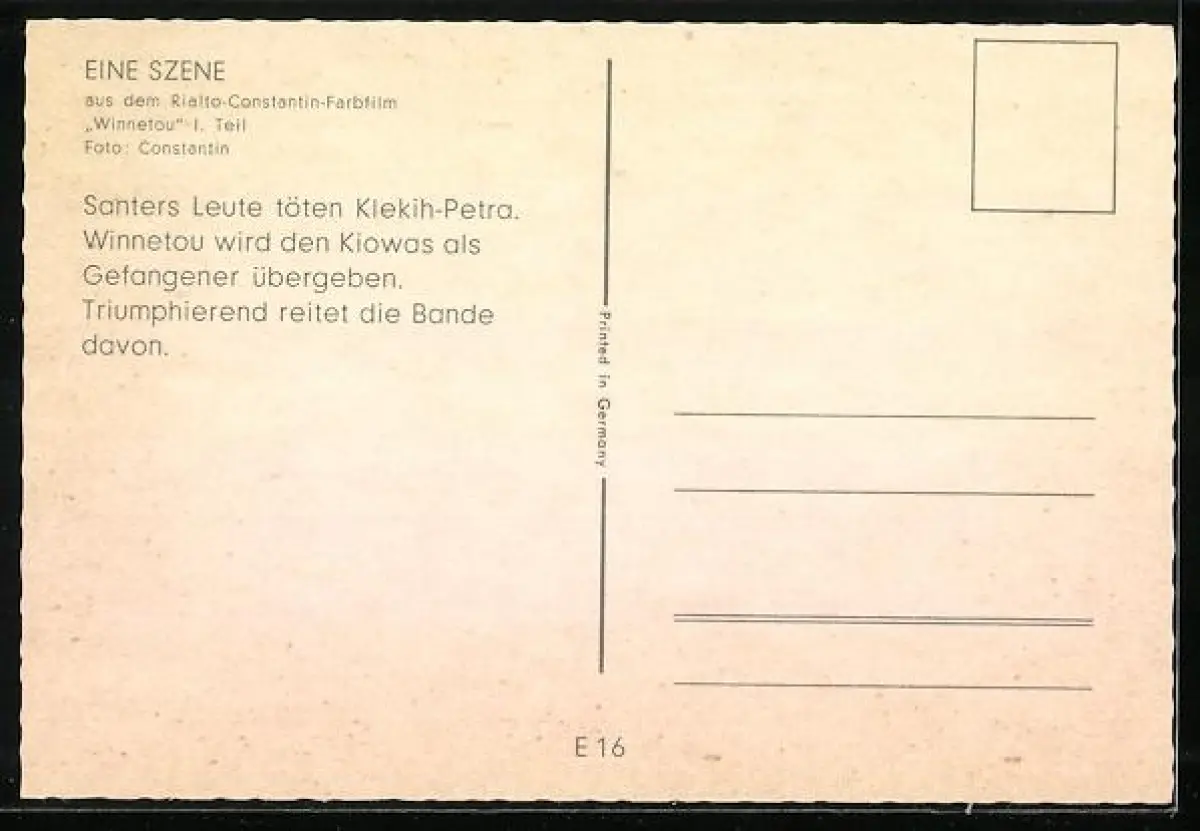 EINE SZENE
aus dem Rialto-Constantin-Farbfilm
„Winnetou“ I. Teil
Foto: Constantin
Santers Leute töten Klekih-Petra.
Winnetou wird den Kiowas als
Gefangener übergeben.
Triumphierend reitet die Bande
davon.
Printed in Germany
E 16